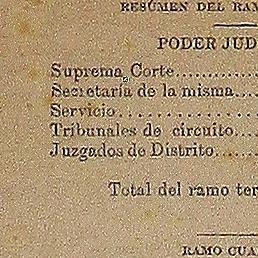 RESÚMEN DEL RAM
PODER JUD
Suprema Corte....................
Secretaría de la misma....
Servicio.................
Tribunales de circuito....
Juzgados de Distrito.......
Total del ramo ter
RAMO CUA